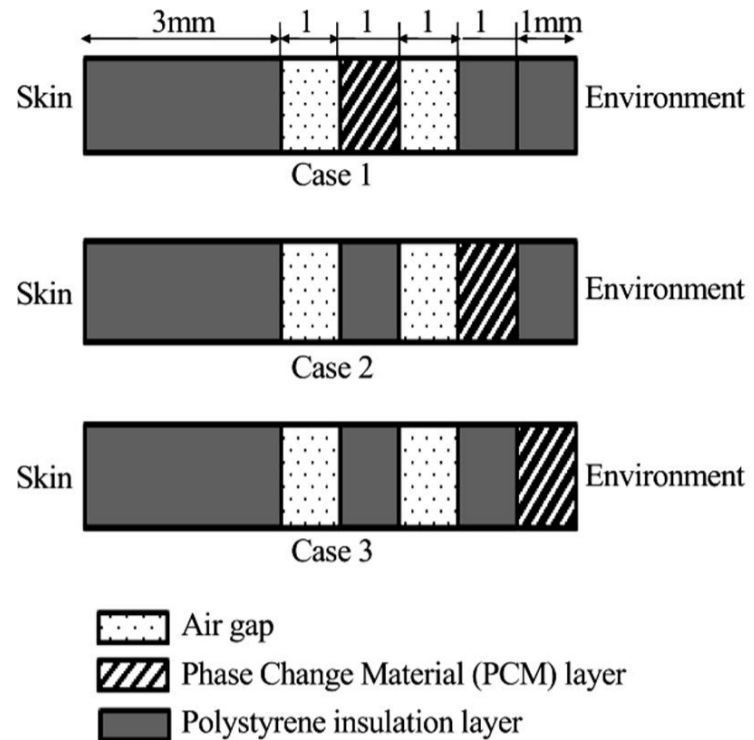 3mm 1 1 1 1 1mm
Skin Environment
Case 1
Skin Environment
Case 2
Skin Environment
Case 3
Air gap
Phase Change Material (PCM) layer
Polystyrene insulation layer